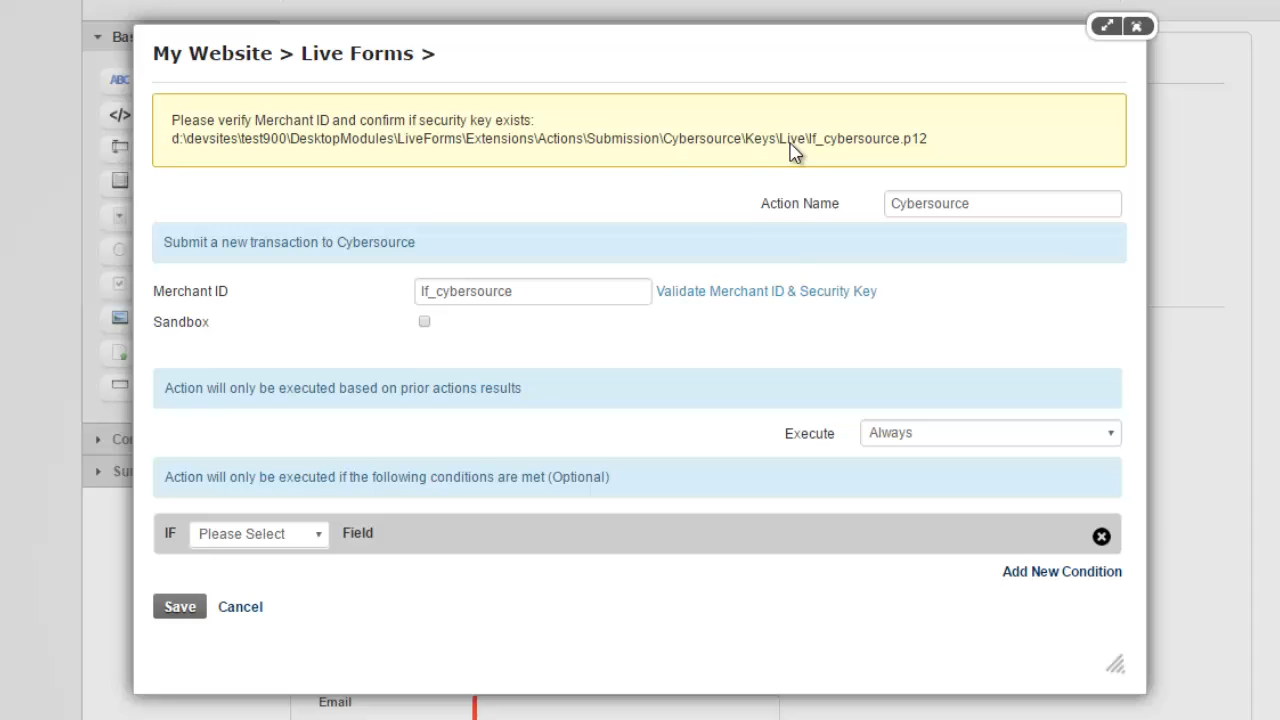 Bas
My Website > Live Forms >
ABC
</>
Please verify Merchant ID and confirm if security key exists:
d:\devsites\test900\DesktopModules\LiveForms\Extensions\Actions\Submission\Cybersource\Keys\Live\lf_cybersource.p12
Action Name Cybersource
Submit a new transaction to Cybersource
Merchant ID lf_cybersource Validate Merchant ID & Security Key
Sandbox
Action will only be executed based on prior actions results
Execute Always
Co
Su
Action will only be executed if the following conditions are met (Optional)
IF Please Select Field
Add New Condition
Save Cancel
Email